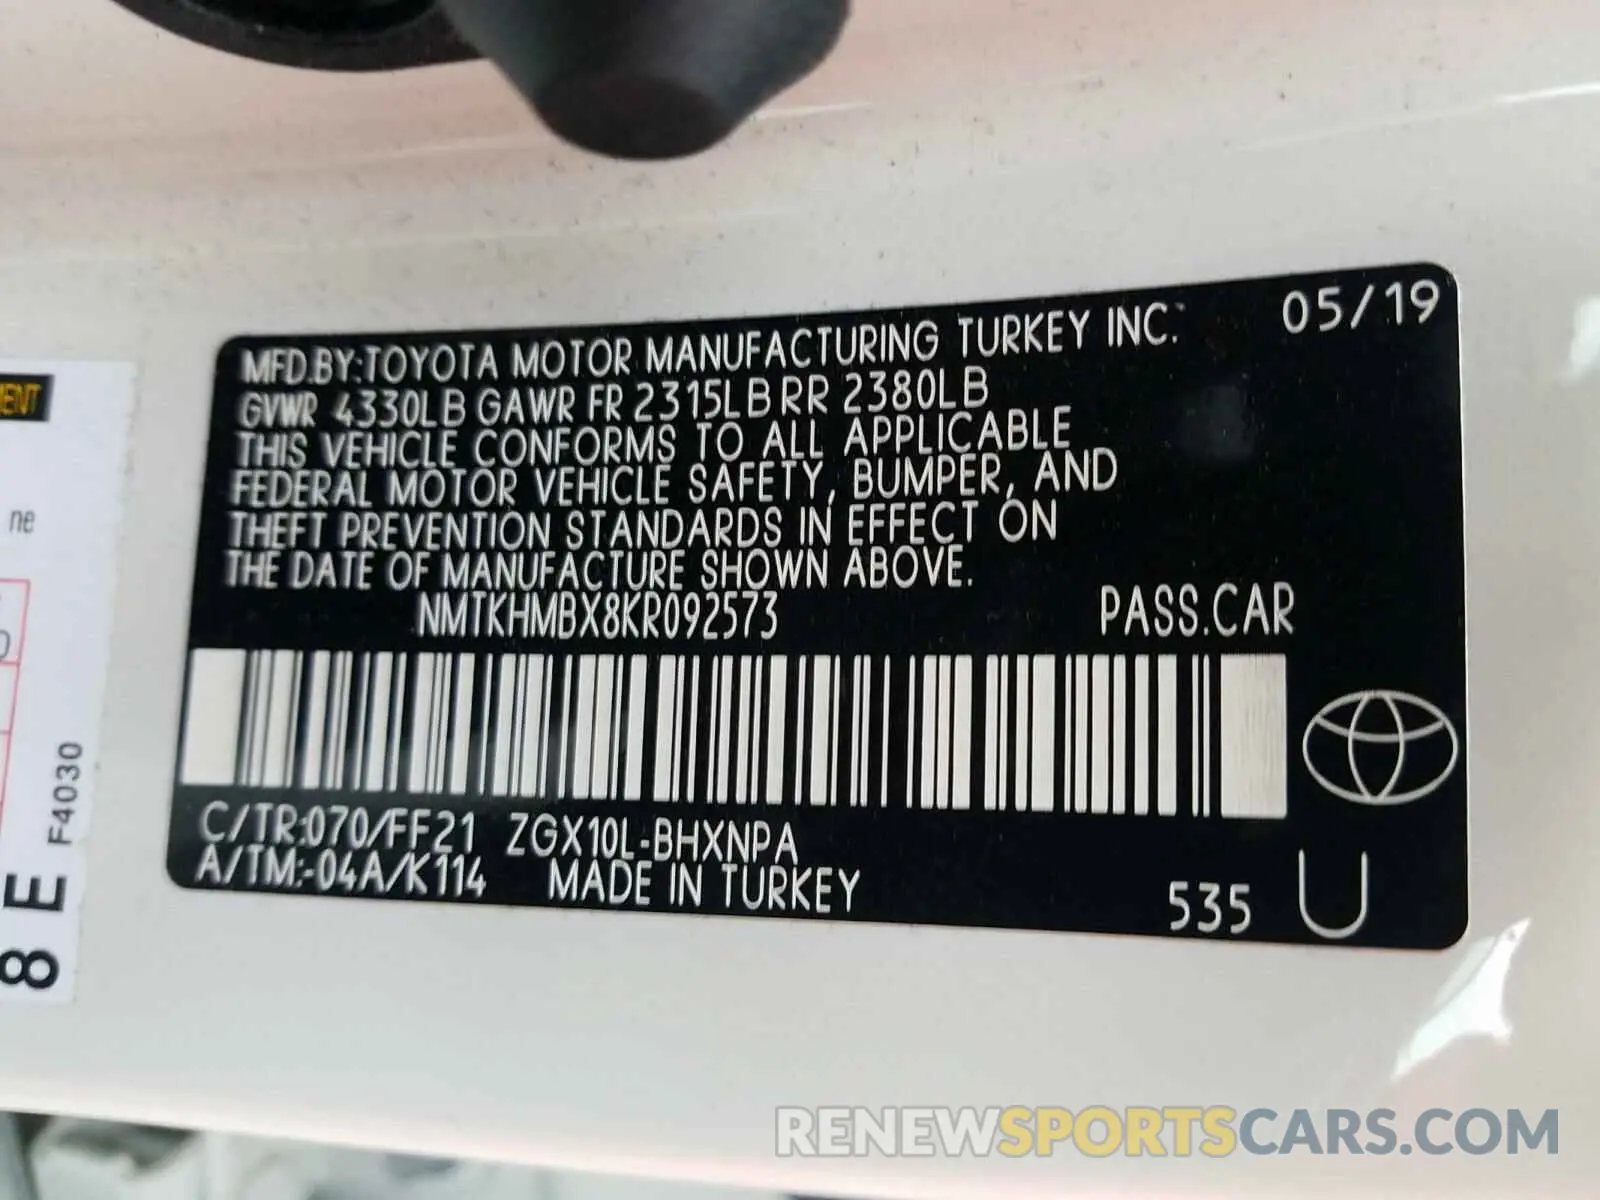 MFD.BY:TOYOTA MOTOR MANUFACTURING TURKEY INC. 05/19
GVWR 4330LB GAWR FR 2315LB RR 2380LB
THIS VEHICLE CONFORMS TO ALL APPLICABLE
FEDERAL MOTOR VEHICLE SAFETY, BUMPER, AND
THEFT PREVENTION STANDARDS IN EFFECT ON
THE DATE OF MANUFACTURE SHOWN ABOVE.
NMTKHMBX8KR092573 PASS.CAR
C/TR:070/FF21 ZGX10L-BHXNPA
A/TM:-04A/K114 MADE IN TURKEY 535 U
ne
F4030
8 E
RENEWSPORTSCARS.COM